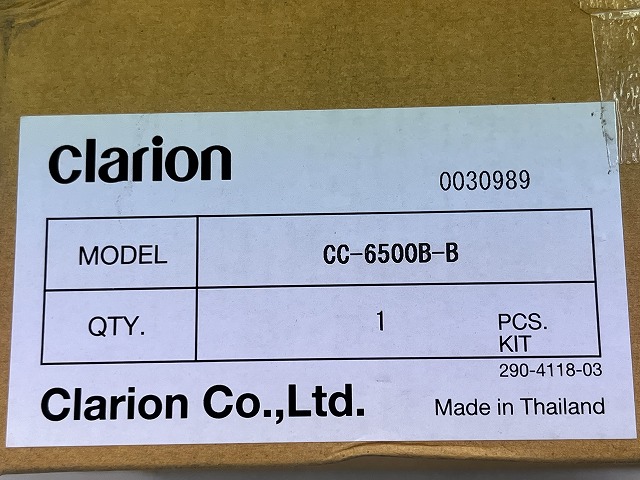 clarion
0030989
MODEL CC-6500B-B
QTY. 1 PCS.
KIT
290-4118-03
Clarion Co.,Ltd. Made in Thailand